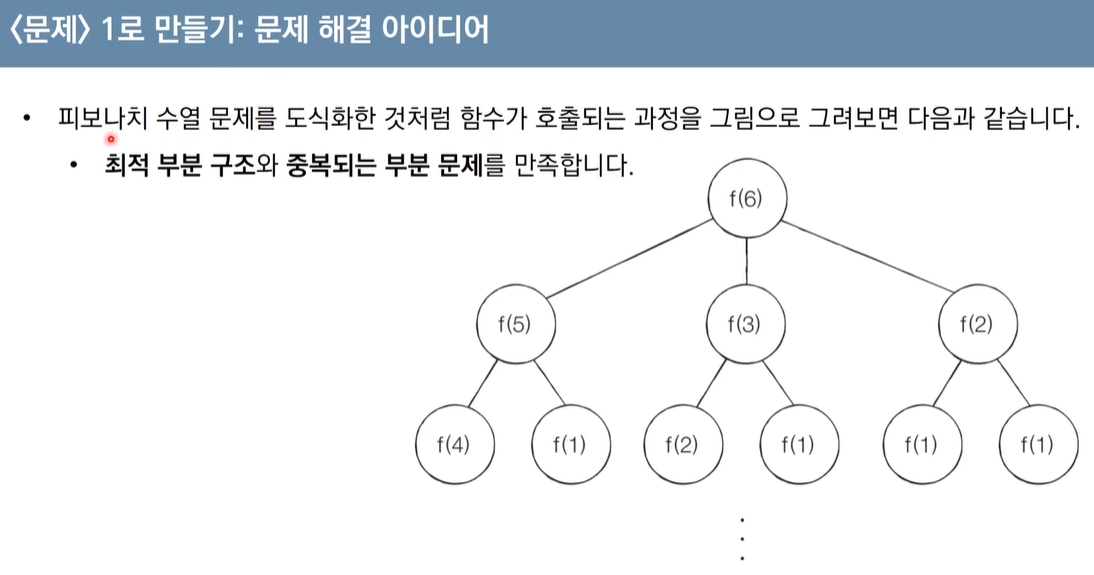 〈문제〉 1로 만들기: 문제 해결 아이디어
• 피보나치 수열 문제를 도식화한 것처럼 함수가 호출되는 과정을 그림으로 그려보면 다음과 같습니다.
• 최적 부분 구조와 중복되는 부분 문제를 만족합니다.
f(6)
f(5) f(3) f(2)
f(4) f(1) f(2) f(1) f(1) f(1)